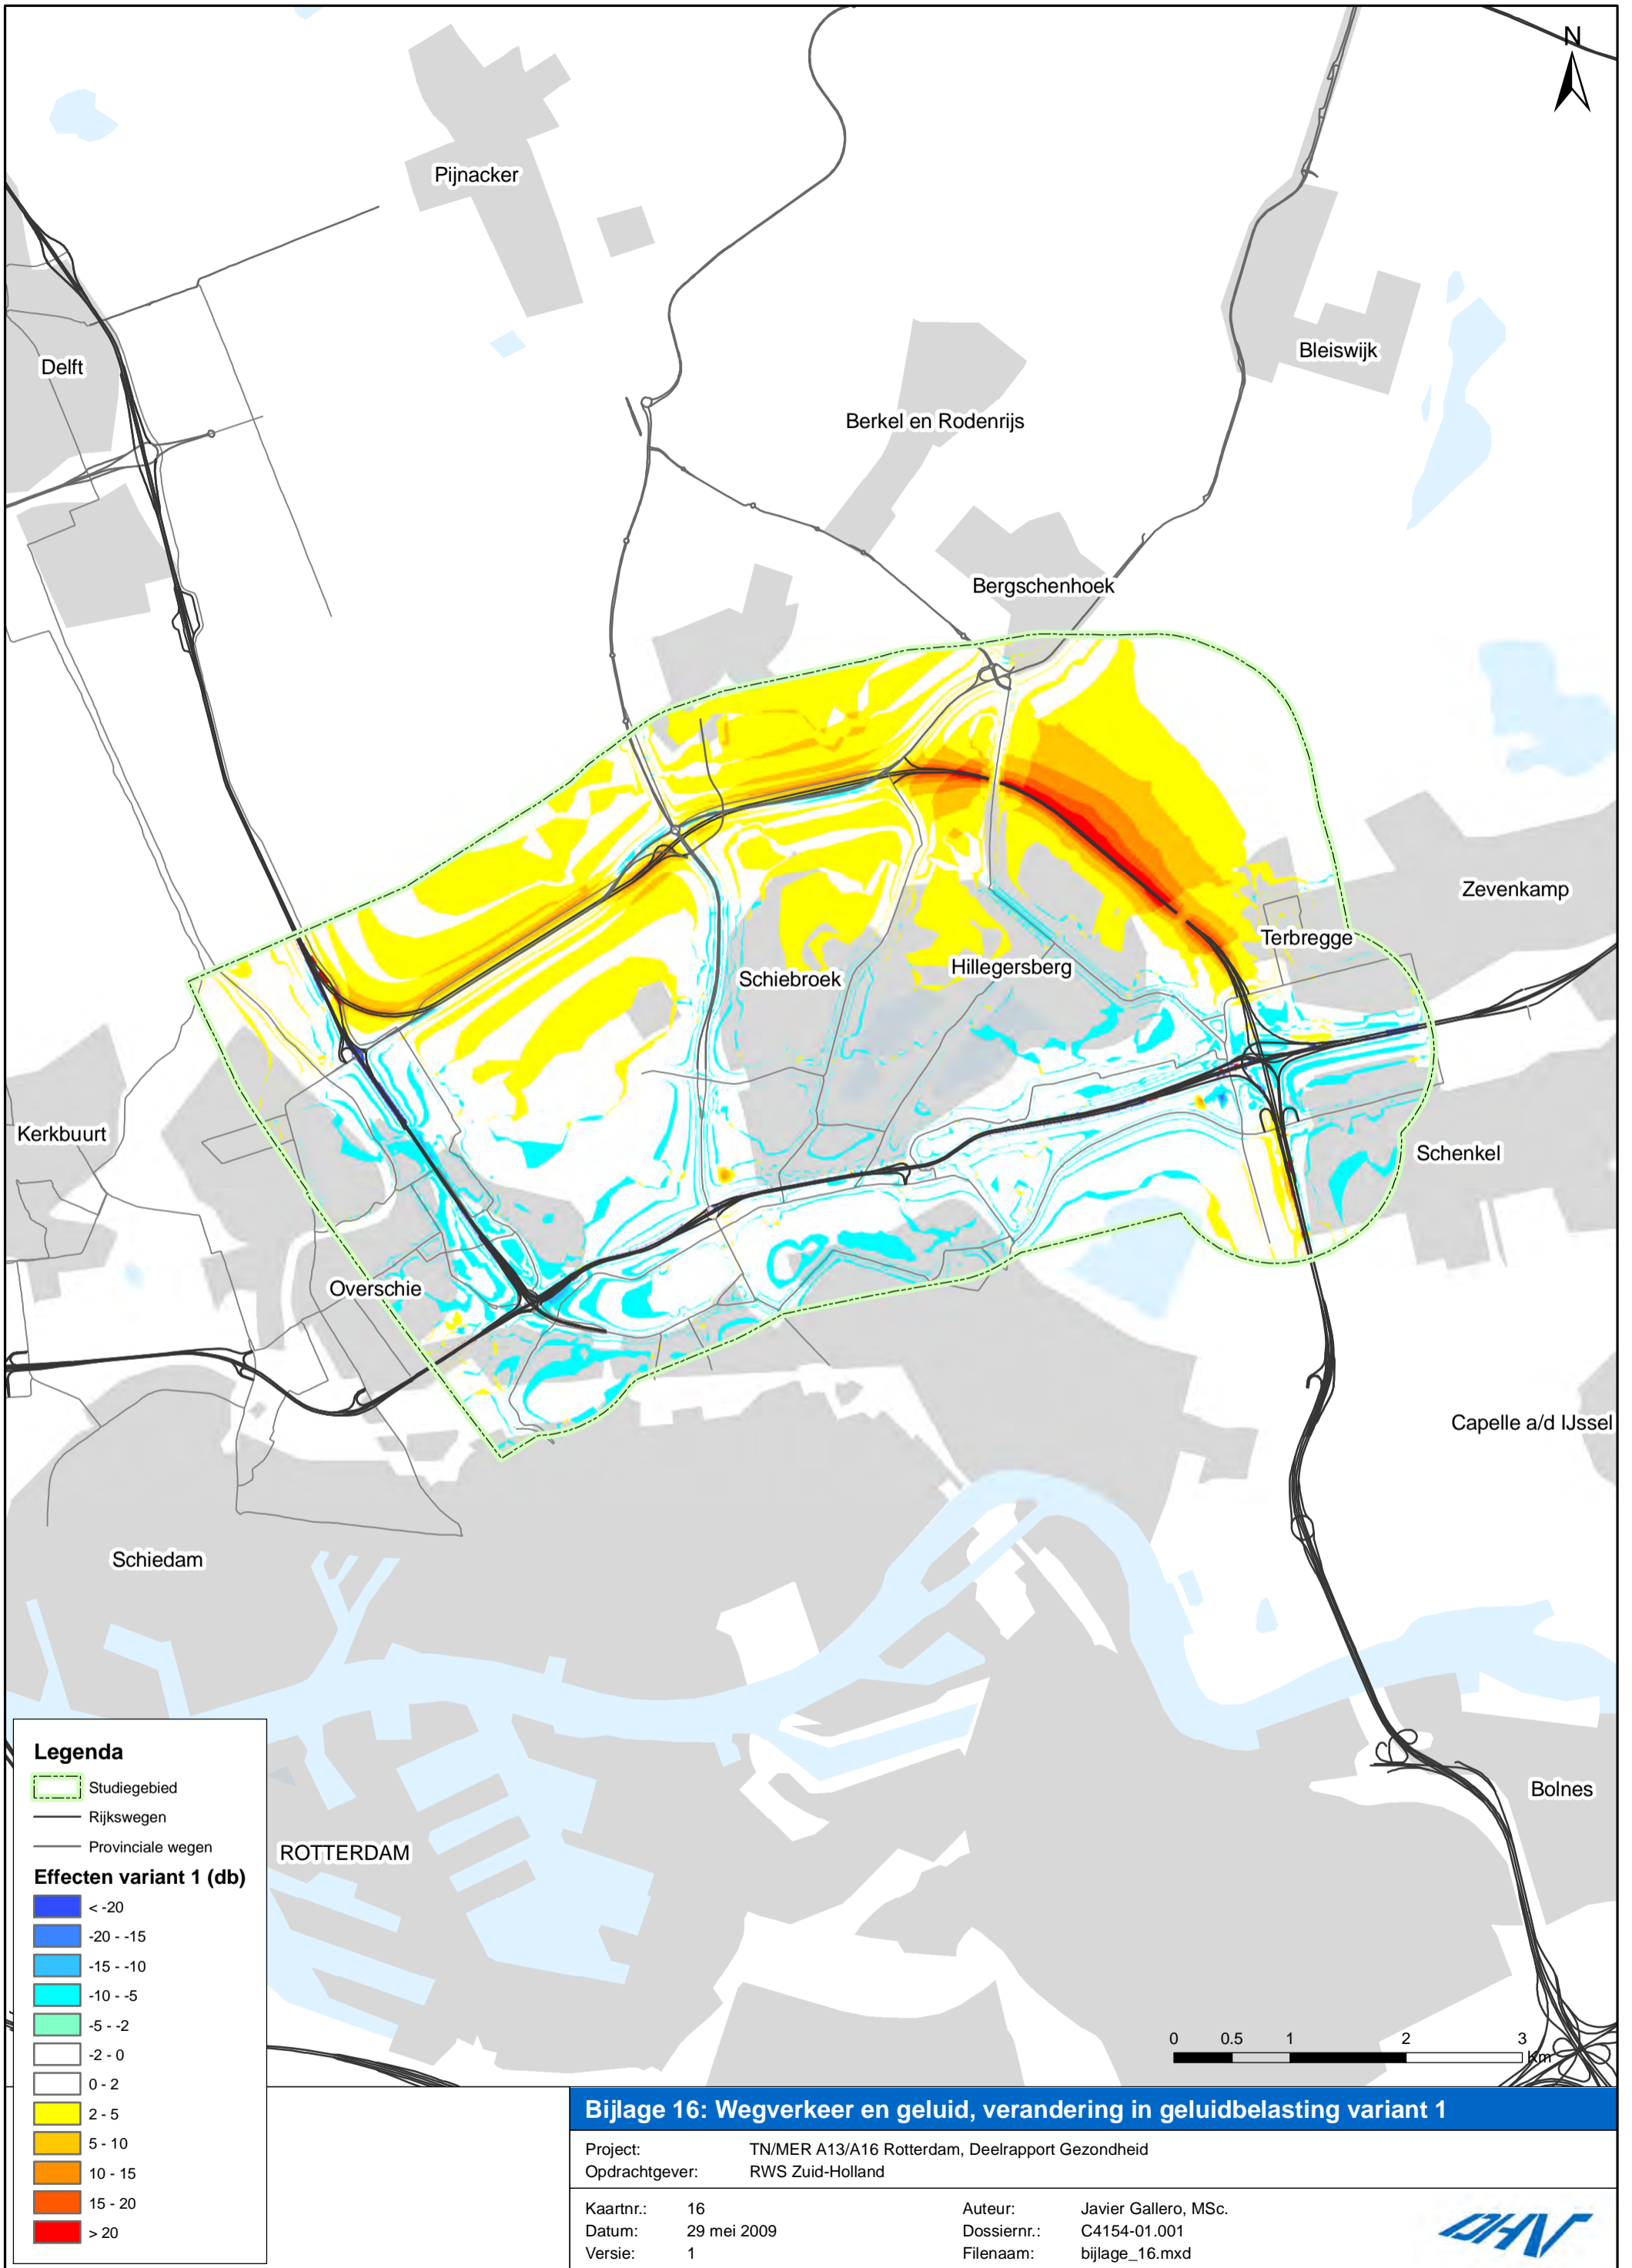 N
Pijnacker
Delft
Bleiswijk
Berkel en Rodenrijs
Bergschenhoek
Zevenkamp
Terbregge
Hillegersberg
Schiebroek
Kerkbuurt
Schenkel
Overschie
Capelle a/d IJssel
Schiedam
Bolnes
ROTTERDAM
Legenda
Studiegebied
Rijkswegen
Provinciale wegen
Effecten variant 1 (db)
< -20
-20 - -15
-15 - -10
-10 - -5
-5 - -2
-2 - 0
0 - 2
2 - 5
5 - 10
10 - 15
15 - 20
> 20
0 0.5 1 2 3
Km
Bijlage 16: Wegverkeer en geluid, verandering in geluidbelasting variant 1
Project: TN/MER A13/A16 Rotterdam, Deelrapport Gezondheid
Opdrachtgever: RWS Zuid-Holland
Kaartnr.: 16 Auteur: Javier Gallero, MSc.
Datum: 29 mei 2009 Dossiernr.: C4154-01.001
Versie: 1 Filenaam: bijlage_16.mxd
DHV